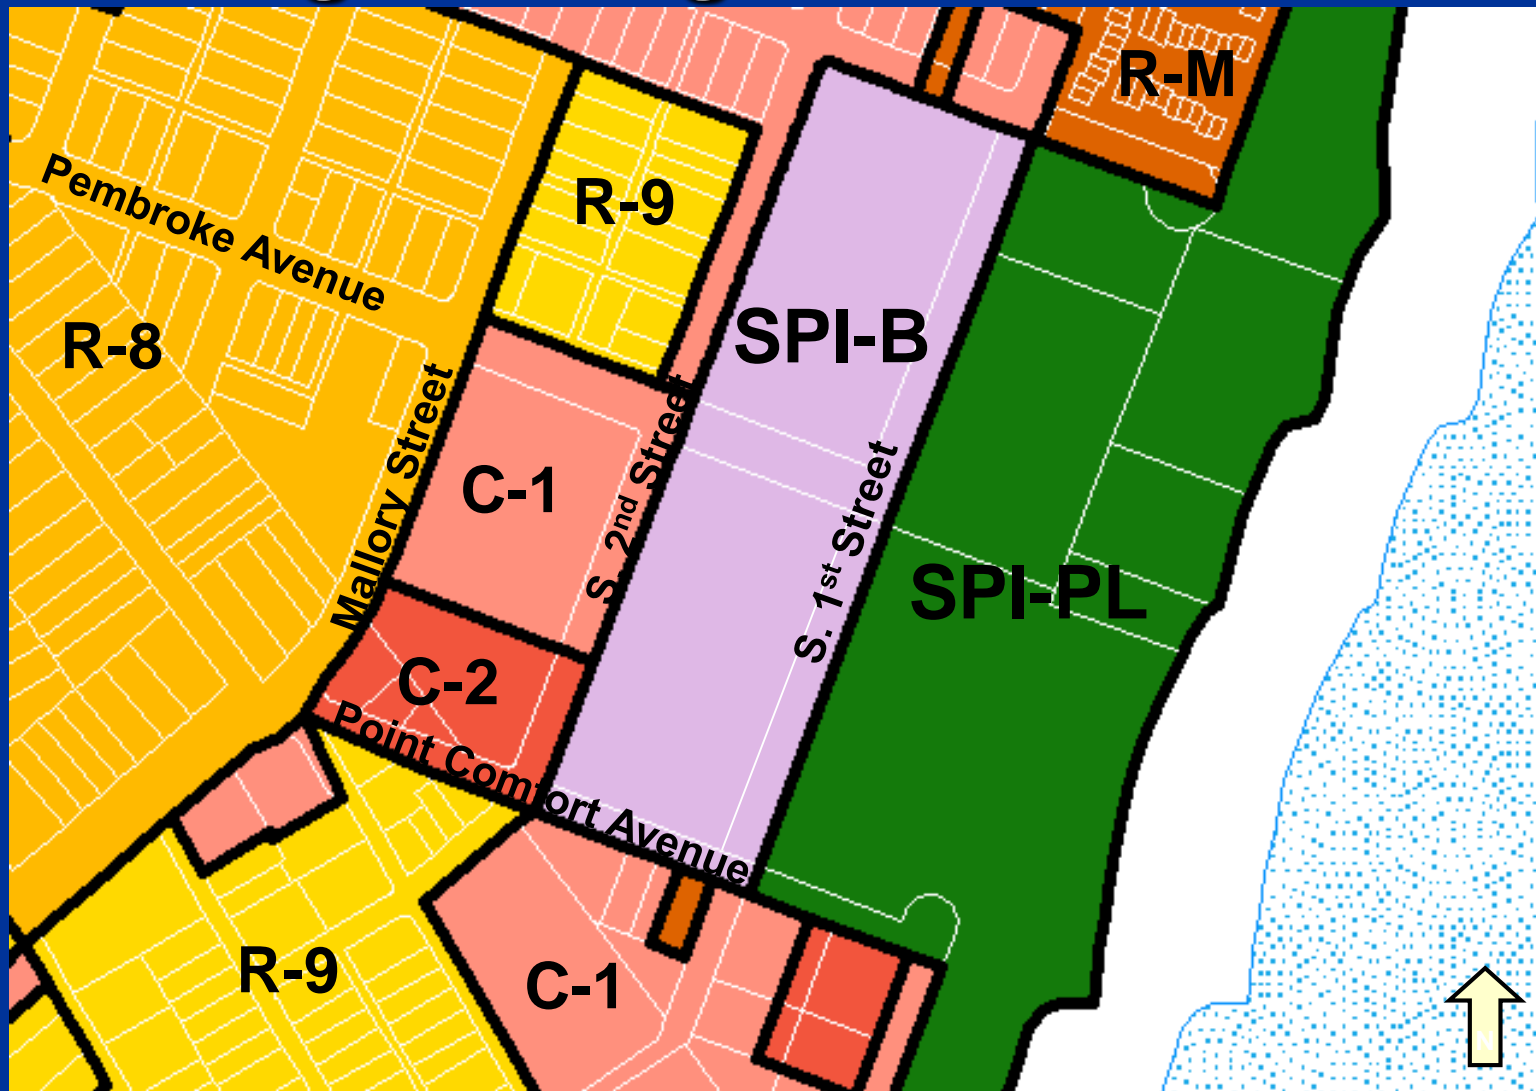 R-M
R-9
Pembroke Avenue
SPI-B
R-8
Mallory Street
C-1
S. 2nd Street
S. 1st Street
SPI-PL
C-2
Point Comfort Avenue
R-9
C-1
N